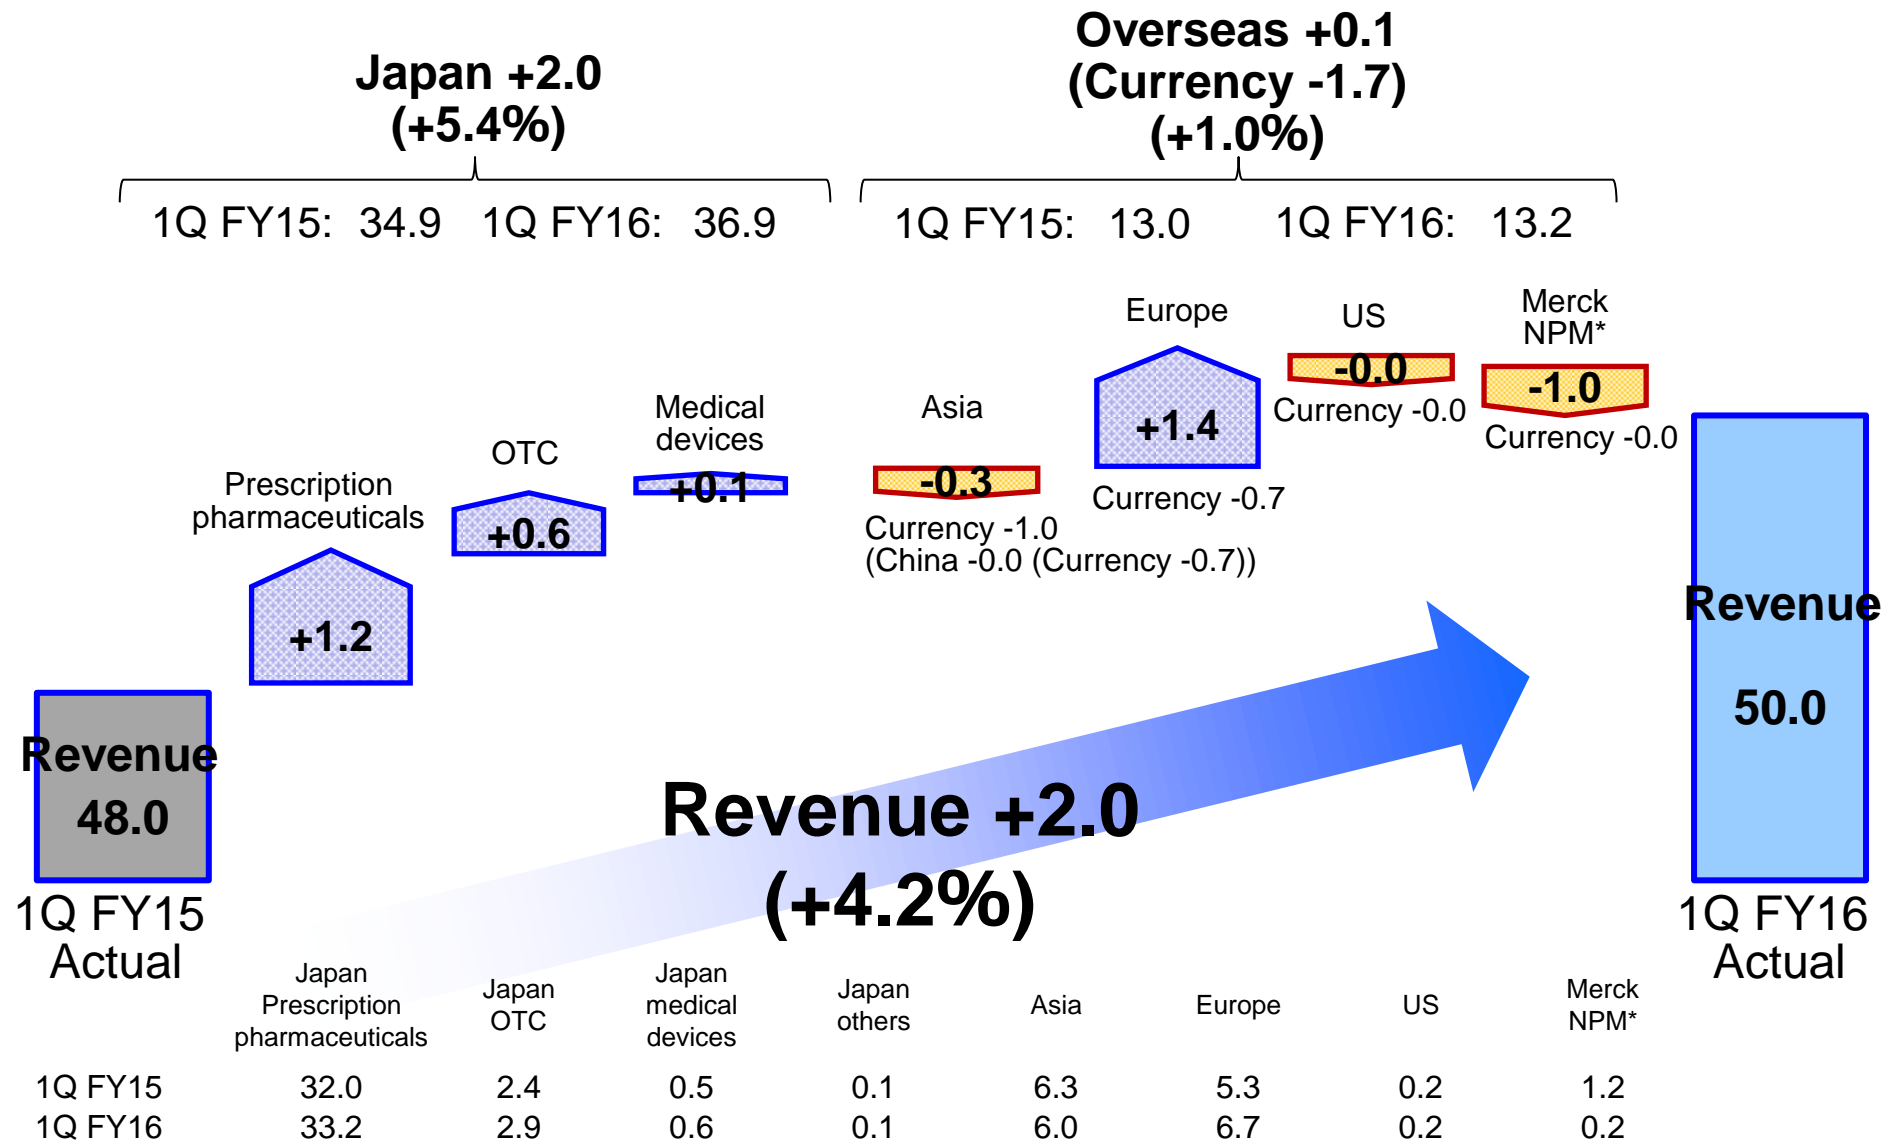 Japan +2.0
(+5.4%)
Overseas +0.1
(Currency -1.7)
(+1.0%)
1Q FY15: 34.9 1Q FY16: 36.9
1Q FY15: 13.0 1Q FY16: 13.2
Prescription
pharmaceuticals
+1.2
OTC
+0.6
Medical
devices
+0.1
Asia
-0.3
Currency -1.0
(China -0.0 (Currency -0.7))
Europe
+1.4
Currency -0.7
US
-0.0
Currency -0.0
Merck
NPM*
-1.0
Currency -0.0
Revenue
48.0
1Q FY15
Actual
Revenue +2.0
(+4.2%)
Revenue
50.0
1Q FY16
Actual
Japan
Prescription
pharmaceuticals
Japan
OTC
Japan
medical
devices
Japan
others
Asia
Europe
US
Merck
NPM*
1Q FY15 32.0 2.4 0.5 0.1 6.3 5.3 0.2 1.2
1Q FY16 33.2 2.9 0.6 0.1 6.0 6.7 0.2 0.2